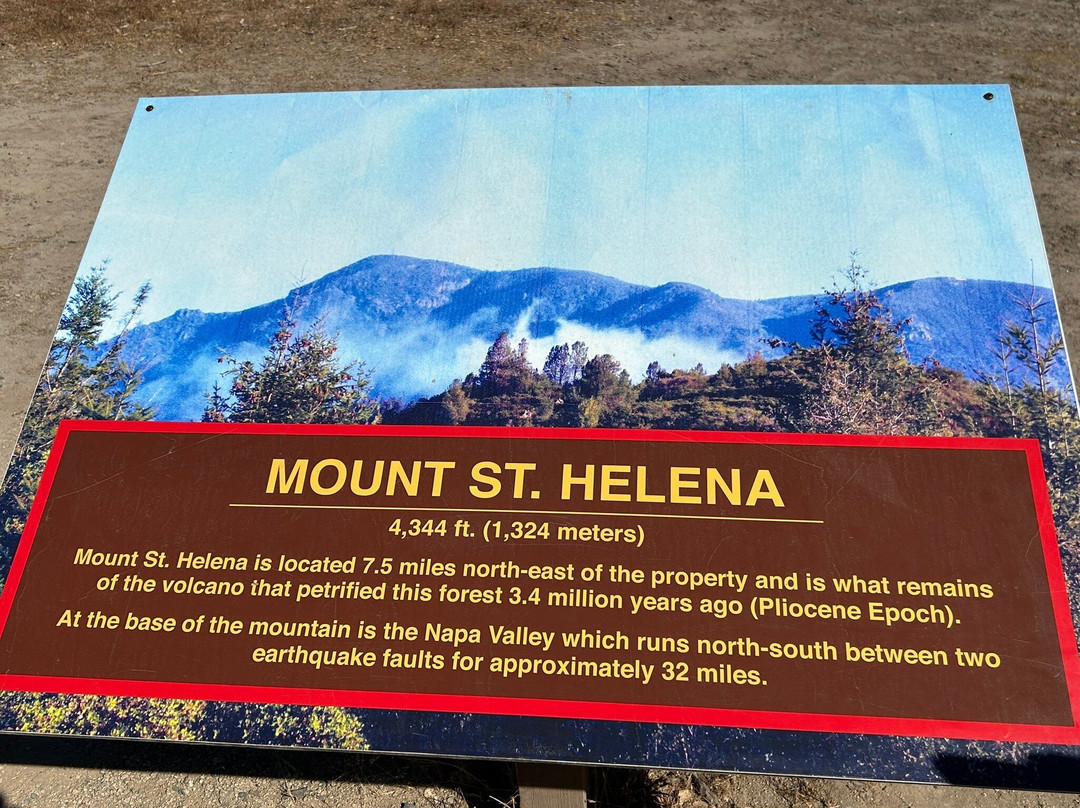 MOUNT ST. HELENA
4,344 ft. (1,324 meters)
Mount St. Helena is located 7.5 miles north-east of the property and is what remains
of the volcano that petrified this forest 3.4 million years ago (Pliocene Epoch).
At the base of the mountain is the Napa Valley which runs north-south between two
earthquake faults for approximately 32 miles.